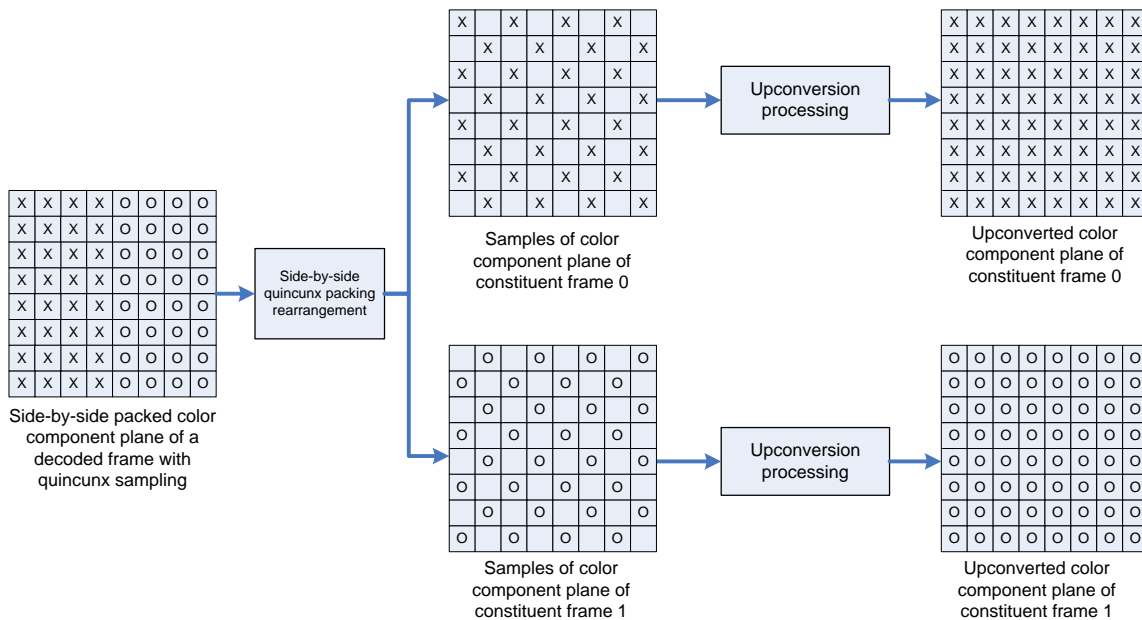 X X X X O O O O
X X X X O O O O
X X X X O O O O
X X X X O O O O
X X X X O O O O
X X X X O O O O
X X X X O O O O
X X X X O O O O
Side-by-side packed color
component plane of a
decoded frame with
quincunx sampling
Side-by-side
quincunx packing
rearrangement
X X X X
X X X X
X X X X
X X X X
X X X X
X X X X
X X X X
X X X X
Samples of color
component plane of
constituent frame 0
Upconversion
processing
X X X X X X X X
X X X X X X X X
X X X X X X X X
X X X X X X X X
X X X X X X X X
X X X X X X X X
X X X X X X X X
X X X X X X X X
Upconverted color
component plane of
constituent frame 0
O O O O
O O O O
O O O O
O O O O
O O O O
O O O O
O O O O
O O O O
Samples of color
component plane of
constituent frame 1
Upconversion
processing
O O O O O O O O
O O O O O O O O
O O O O O O O O
O O O O O O O O
O O O O O O O O
O O O O O O O O
O O O O O O O O
O O O O O O O O
Upconverted color
component plane of
constituent frame 1